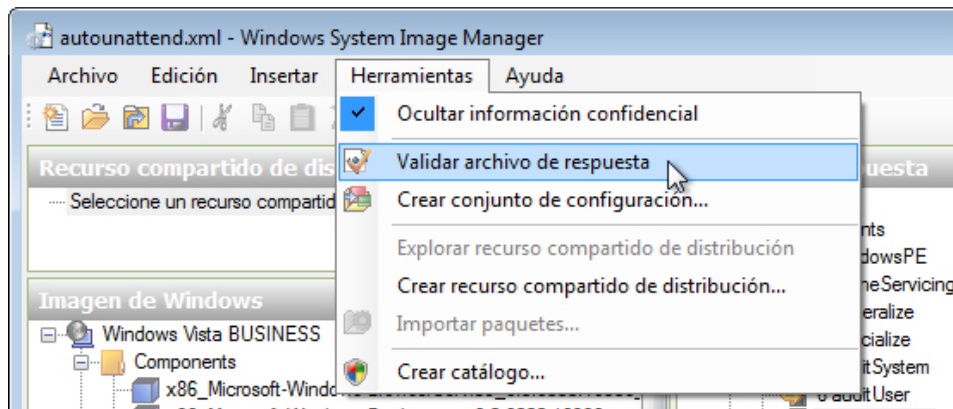 autounattend.xml - Windows System Image Manager
Archivo Edición Insertar Herramientas Ayuda
Ocultar información confidencial
Recurso compartido de dis
Validar archivo de respuesta
uesta
Seleccione un recurso compartid
Crear conjunto de configuración...
nts
Explorar recurso compartido de distribución
dowsPE
Crear recurso compartido de distribución...
neServicing
Imagen de Windows
eralize
Importar paquetes...
cialize
Windows Vista BUSINESS
Components
itSystem
Crear catálogo...
x86_Microsoft-Windo
auditUser